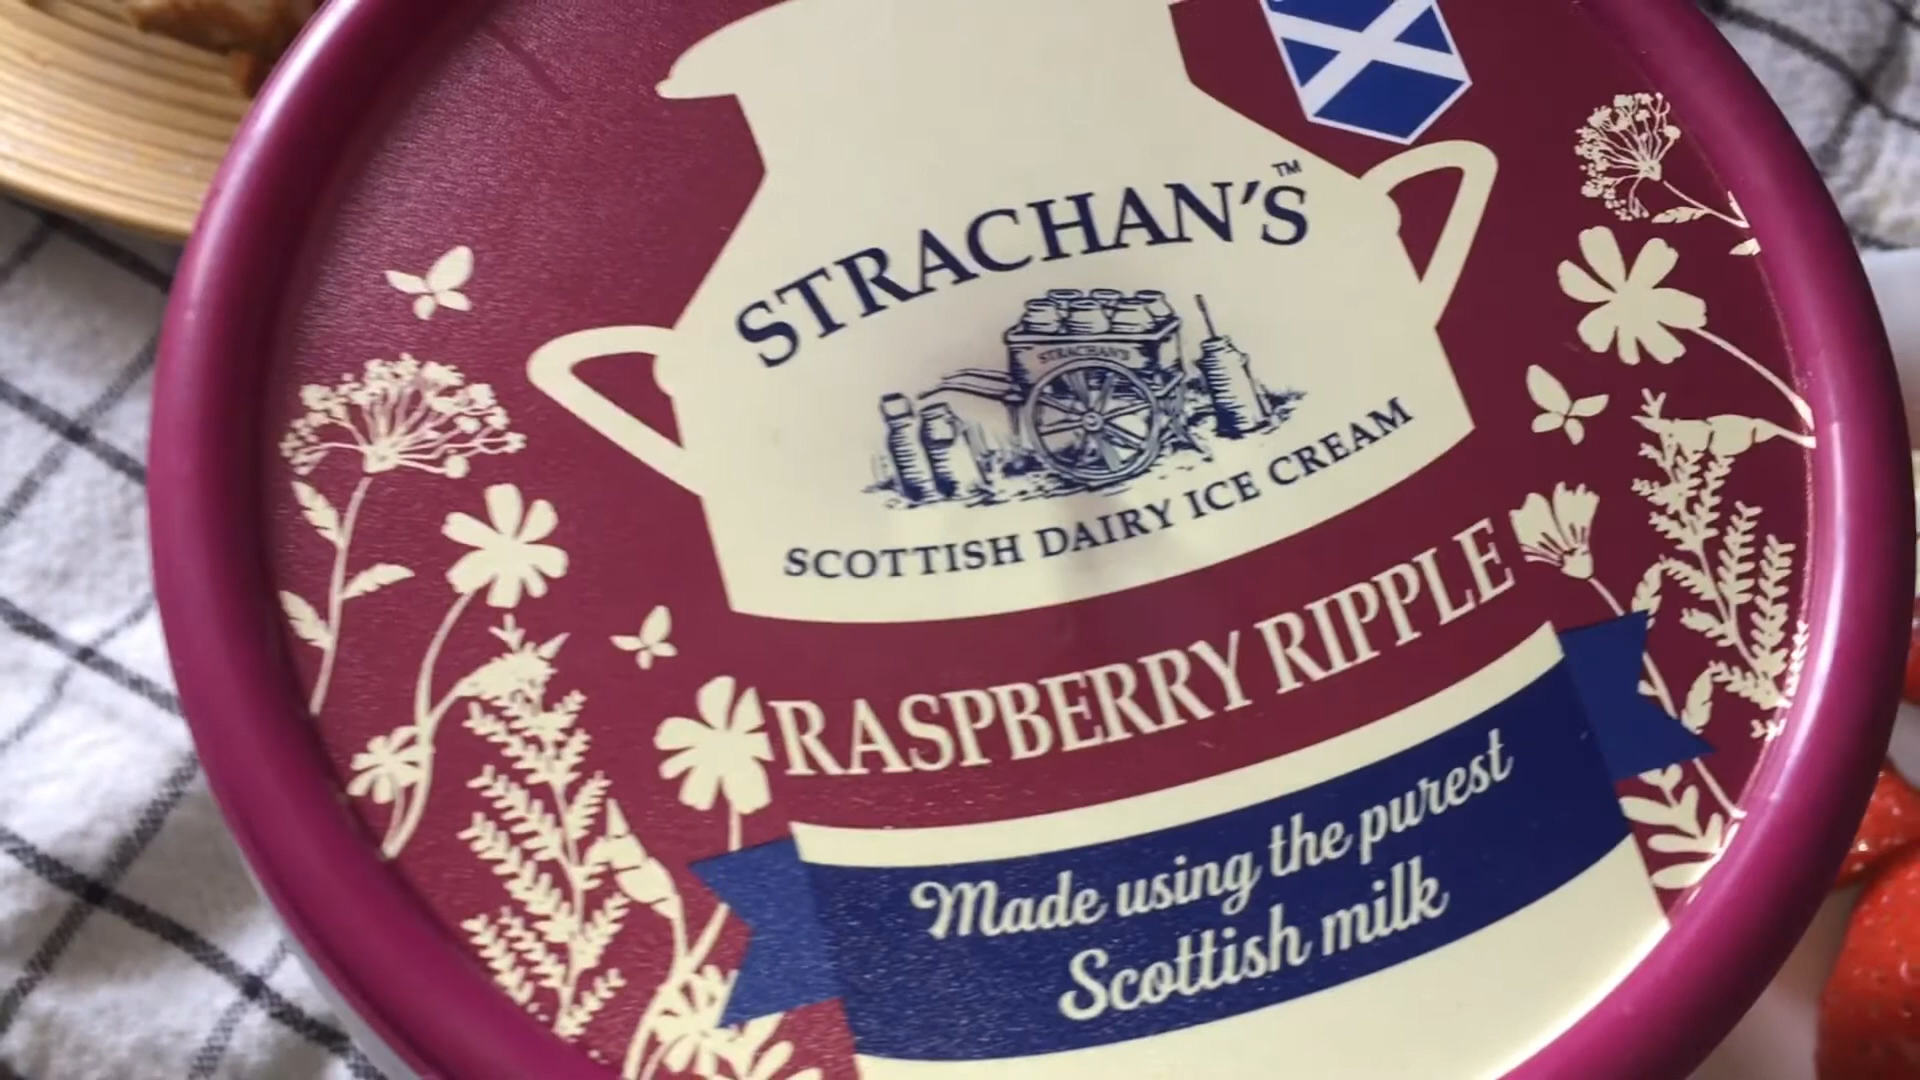 STRACHAN'S™
STRACHAN'S
SCOTTISH DAIRY ICE CREAM
RASPBERRY RIPPLE
Made using the purest
Scottish milk